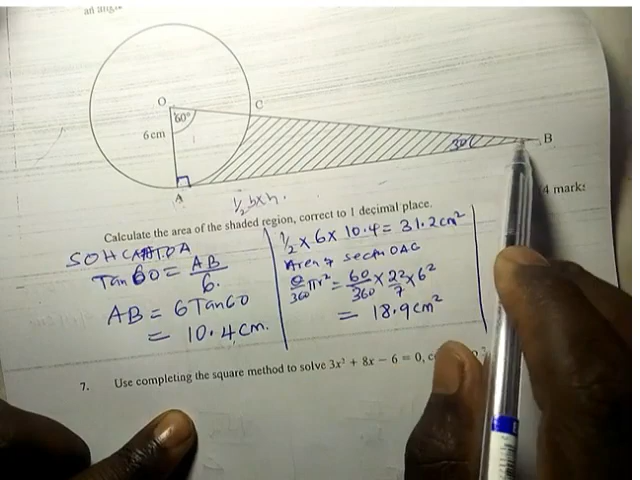 O
C
60°
6cm
B
A
½ b×h.
4 marks
Calculate the area of the shaded region, correct to 1 decimal place.
SOHCAHTOA
Tan 60 = AB/6.
AB = 6Tan60
= 10.4cm.
½ × 6 × 10.4 = 31.2cm²
Area of sector OAC
θ/360 πr² = 60/360 × 22/7 × 6²
= 18.9cm²
7. Use completing the square method to solve 3x² + 8x − 6 = 0,